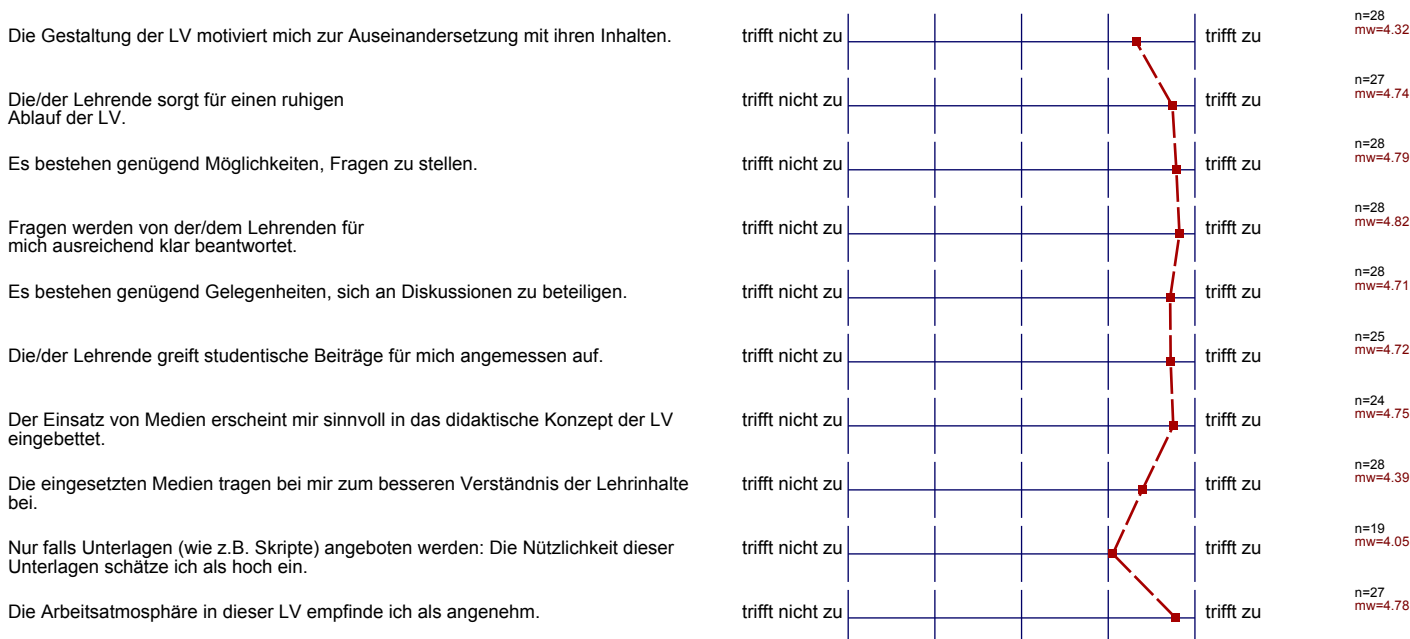 Die Gestaltung der LV motiviert mich zur Auseinandersetzung mit ihren Inhalten. trifft nicht zu trifft zu n=28
mw=4.32
Die/der Lehrende sorgt für einen ruhigen
Ablauf der LV. trifft nicht zu trifft zu n=27
mw=4.74
Es bestehen genügend Möglichkeiten, Fragen zu stellen. trifft nicht zu trifft zu n=28
mw=4.79
Fragen werden von der/dem Lehrenden für
mich ausreichend klar beantwortet. trifft nicht zu trifft zu n=28
mw=4.82
Es bestehen genügend Gelegenheiten, sich an Diskussionen zu beteiligen. trifft nicht zu trifft zu n=28
mw=4.71
Die/der Lehrende greift studentische Beiträge für mich angemessen auf. trifft nicht zu trifft zu n=25
mw=4.72
Der Einsatz von Medien erscheint mir sinnvoll in das didaktische Konzept der LV
eingebettet. trifft nicht zu trifft zu n=24
mw=4.75
Die eingesetzten Medien tragen bei mir zum besseren Verständnis der Lehrinhalte
bei. trifft nicht zu trifft zu n=28
mw=4.39
Nur falls Unterlagen (wie z.B. Skripte) angeboten werden: Die Nützlichkeit dieser
Unterlagen schätze ich als hoch ein. trifft nicht zu trifft zu n=19
mw=4.05
Die Arbeitsatmosphäre in dieser LV empfinde ich als angenehm. trifft nicht zu trifft zu n=27
mw=4.78